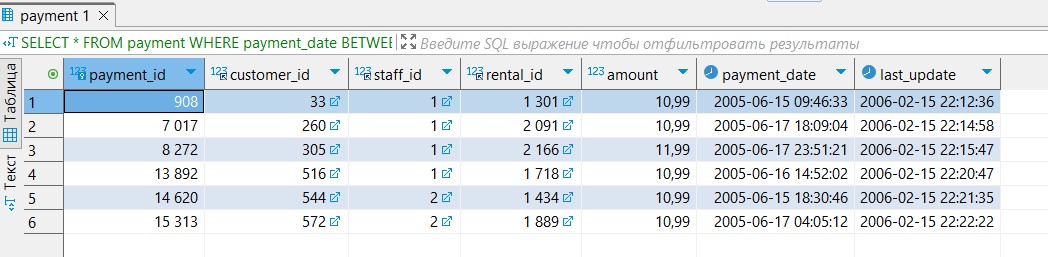 payment 1
SELECT * FROM payment WHERE payment_date BETWEE Введите SQL выражение чтобы отфильтровать результаты
Таблица
Текст
123 payment_id 123 customer_id 123 staff_id 123 rental_id 123 amount payment_date last_update
1 908 33 1 1 301 10,99 2005-06-15 09:46:33 2006-02-15 22:12:36
2 7 017 260 1 2 091 10,99 2005-06-17 18:09:04 2006-02-15 22:14:58
3 8 272 305 1 2 166 11,99 2005-06-17 23:51:21 2006-02-15 22:15:47
4 13 892 516 1 1 718 10,99 2005-06-16 14:52:02 2006-02-15 22:20:47
5 14 620 544 2 1 434 10,99 2005-06-15 18:30:46 2006-02-15 22:21:35
6 15 313 572 2 1 889 10,99 2005-06-17 04:05:12 2006-02-15 22:22:22